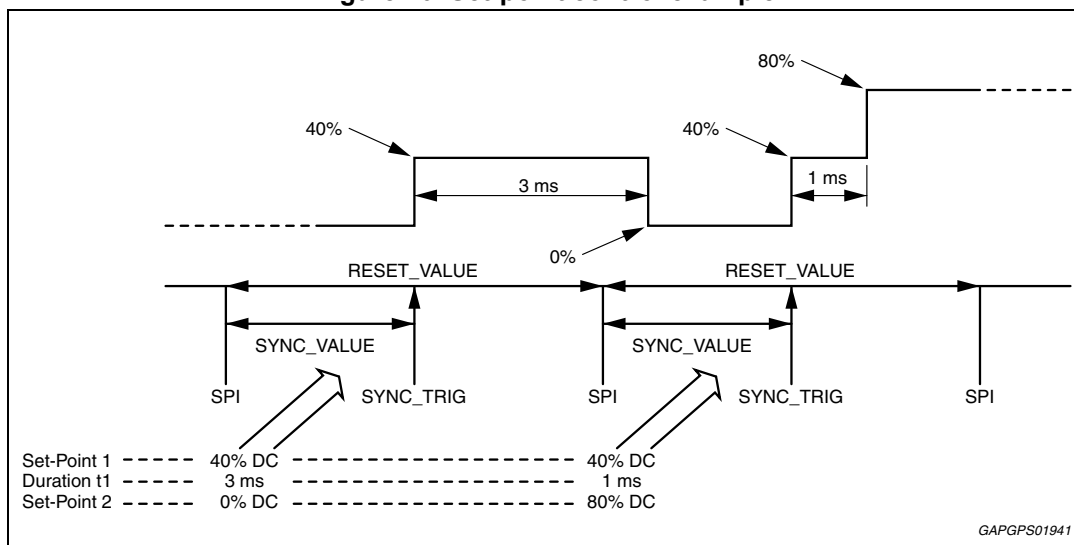 80%
40%
40%
3 ms
1 ms
0%
RESET_VALUE
RESET_VALUE
SYNC_VALUE
SYNC_VALUE
SPI
SYNC_TRIG
SPI
SYNC_TRIG
SPI
Set-Point 1 40% DC 40% DC
Duration t1 3 ms 1 ms
Set-Point 2 0% DC 80% DC
GAPGPS01941